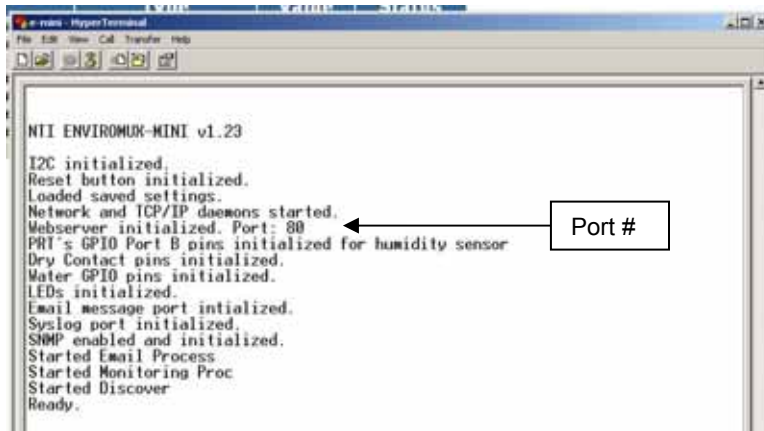 Type Value Status
e-mini - HyperTerminal
File Edit View Call Transfer Help
NTI ENVIROMUX-MINI v1.23
I2C initialized.
Reset button initialized.
Loaded saved settings.
Network and TCP/IP daemons started.
Webserver initialized. Port: 80
Port #
PRT's GPIO Port B pins initialized for humidity sensor
Dry Contact pins initialized.
Water GPIO pins initialized.
LEDs initialized.
Email message port intialized.
Syslog port initialized.
SNMP enabled and initialized.
Started Email Process
Started Monitoring Proc
Started Discover
Ready.